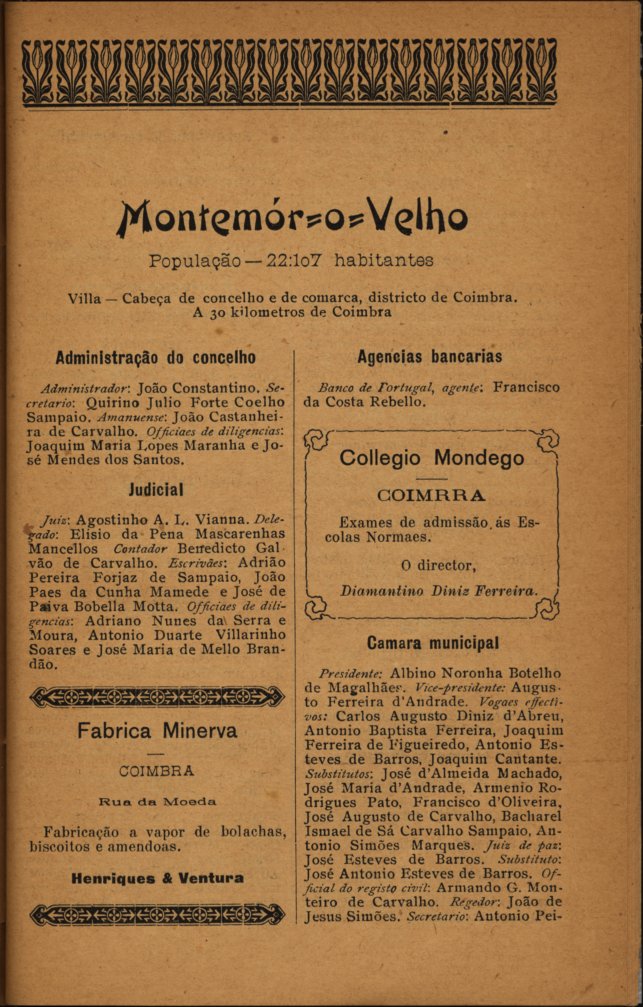 Montemór-o-Velho
População — 22:107 habitantes
Villa — Cabeça de concelho e de comarca, districto de Coimbra.
A 30 kilometros de Coimbra
Administração do concelho
Administrador: João Constantino. Se-
cretario: Quirino Julio Forte Coelho
Sampaio. Amanuense: João Castanhei-
ra de Carvalho. Officiaes de diligencias:
Joaquim Maria Lopes Maranha e Jo-
sé Mendes dos Santos.
Judicial
Juiz: Agostinho A. L. Vianna. Dele-
gado: Elisio da Pena Mascarenhas
Mancellos Contador Benedicto Gal-
vão de Carvalho. Escrivães: Adrião
Pereira Forjaz de Sampaio, João
Paes da Cunha Mamede e José de
Paiva Bobella Motta. Officiaes de dili-
gencias: Adriano Nunes da Serra e
Moura, Antonio Duarte Villarinho
Soares e José Maria de Mello Bran-
dão.
Fabrica Minerva
COIMBRA
Rua da Moeda
Fabricação a vapor de bolachas,
biscoitos e amendoas.
Henriques & Ventura
Agencias bancarias
Banco de Portugal, agente: Francisco
da Costa Rebello.
Collegio Mondego
COIMRRA
Exames de admissão ás Es-
colas Normaes.
O director,
Diamantino Diniz Ferreira.
Camara municipal
Presidente: Albino Noronha Botelho
de Magalhães. Vice-presidente: Augus-
to Ferreira d'Andrade. Vogaes effecti-
vos: Carlos Augusto Diniz d'Abreu,
Antonio Baptista Ferreira, Joaquim
Ferreira de Figueiredo, Antonio Es-
teves de Barros, Joaquim Cantante.
Substitutos: José d'Almeida Machado,
José Maria d'Andrade, Armenio Ro-
drigues Pato, Francisco d'Oliveira,
José Augusto de Carvalho, Bacharel
Ismael de Sá Carvalho Sampaio, An-
tonio Simões Marques. Juiz de paz:
José Esteves de Barros. Substituto:
José Antonio Esteves de Barros. Of-
ficial do registo civil: Armando G. Mon-
teiro de Carvalho. Regedor: João de
Jesus Simões. Secretario: Antonio Pei-